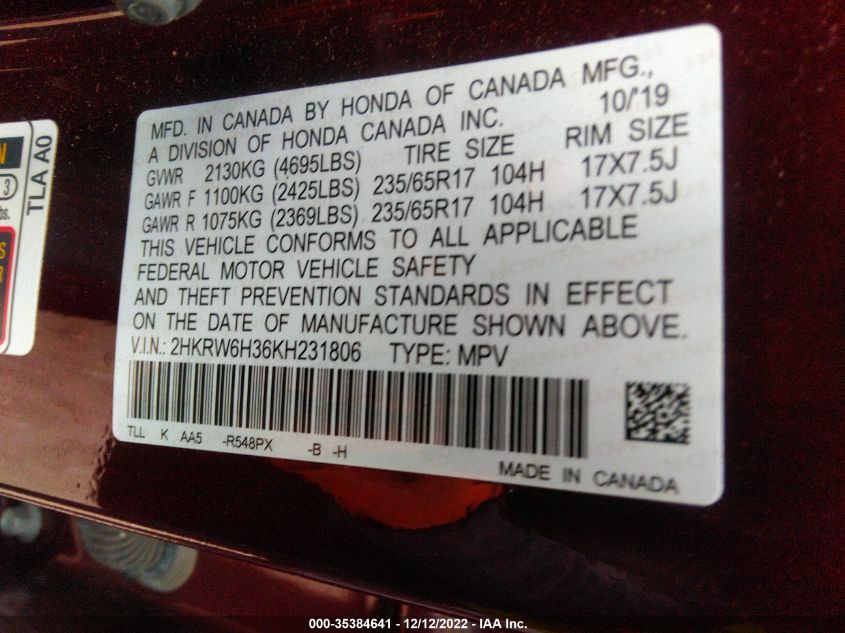 MFD. IN CANADA BY HONDA OF CANADA MFG.,
A DIVISION OF HONDA CANADA INC. 10/'19
GVWR 2130KG (4695LBS) TIRE SIZE RIM SIZE
GAWR F 1100KG (2425LBS) 235/65R17 104H 17X7.5J
GAWR R 1075KG (2369LBS) 235/65R17 104H 17X7.5J
THIS VEHICLE CONFORMS TO ALL APPLICABLE
FEDERAL MOTOR VEHICLE SAFETY
AND THEFT PREVENTION STANDARDS IN EFFECT
ON THE DATE OF MANUFACTURE SHOWN ABOVE.
V.I.N.: 2HKRW6H36KH231806 TYPE: MPV
TLL K AA5 -R548PX -B -H
MADE IN CANADA
N
3
bs.
S
R
TLA A0
000-35384641 - 12/12/2022 - IAA Inc.